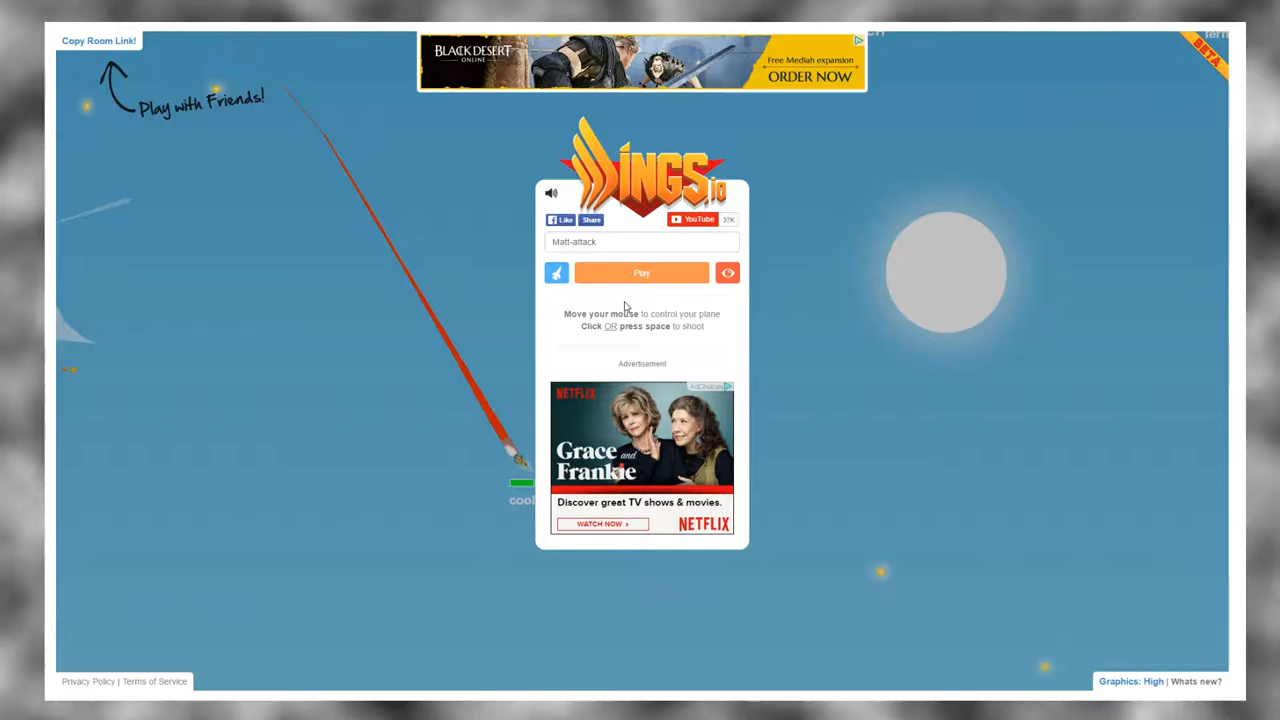 Copy Room Link!
Play with Friends!
BLACK DESERT
ONLINE
Free Mediah expansion
ORDER NOW
BETA
WINGS.io
Like
Share
YouTube
37K
Matt-attack
Play
Move your mouse to control your plane
Click OR press space to shoot
Advertisement
NETFLIX
AdChoices
Grace and
Frankie
Discover great TV shows & movies.
WATCH NOW >
NETFLIX
cool
Privacy Policy | Terms of Service
Graphics: High | Whats new?